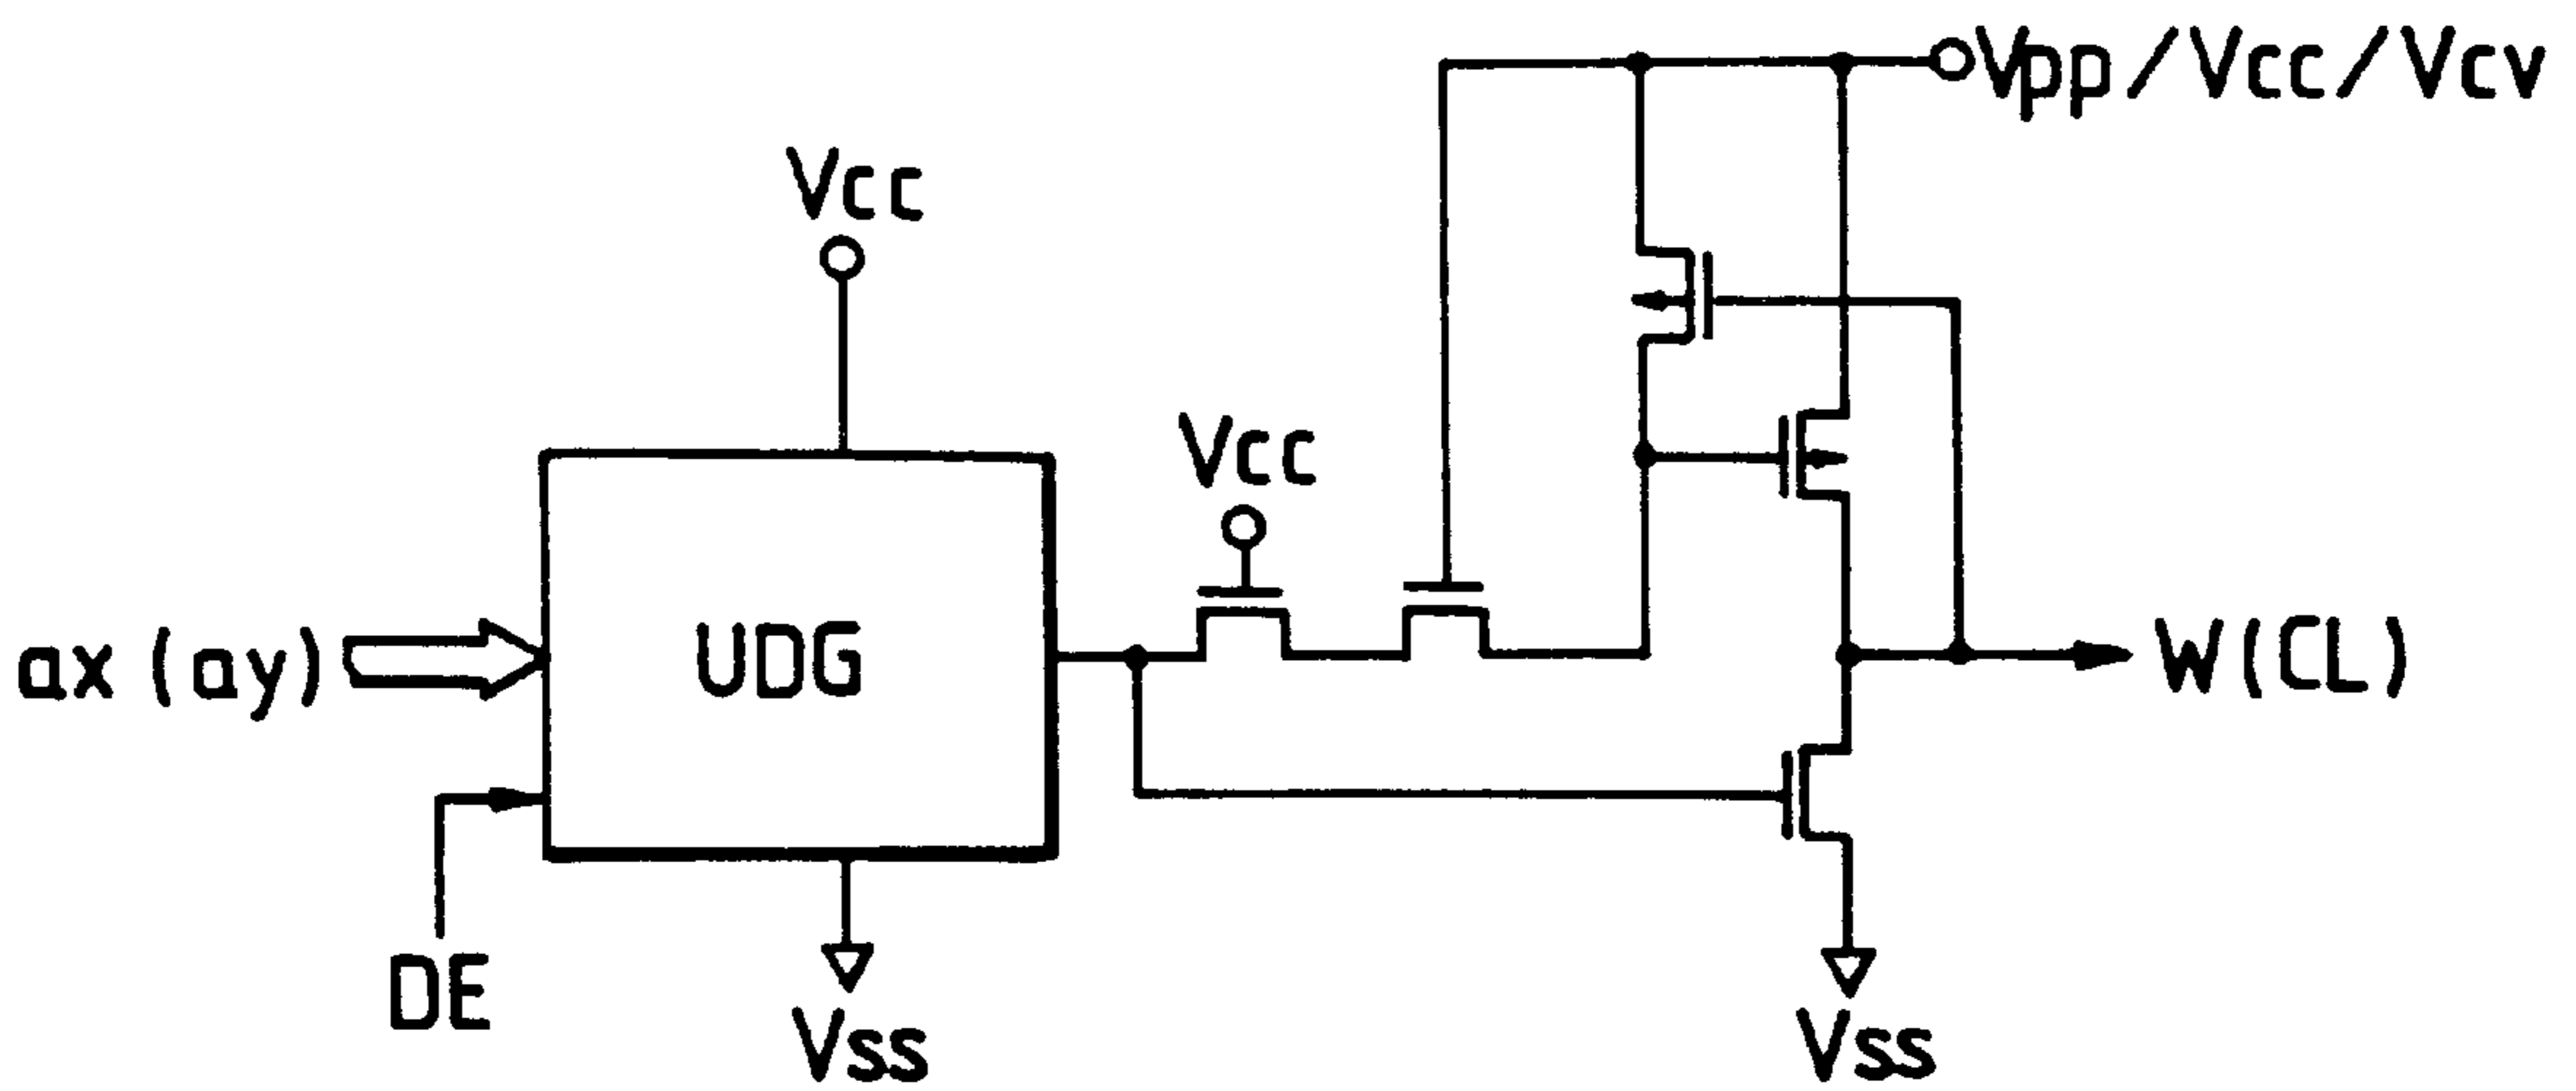 Vpp/Vcc/Vcv
Vcc
Vcc
ax(ay)
UDG
W(CL)
DE
Vss
Vss